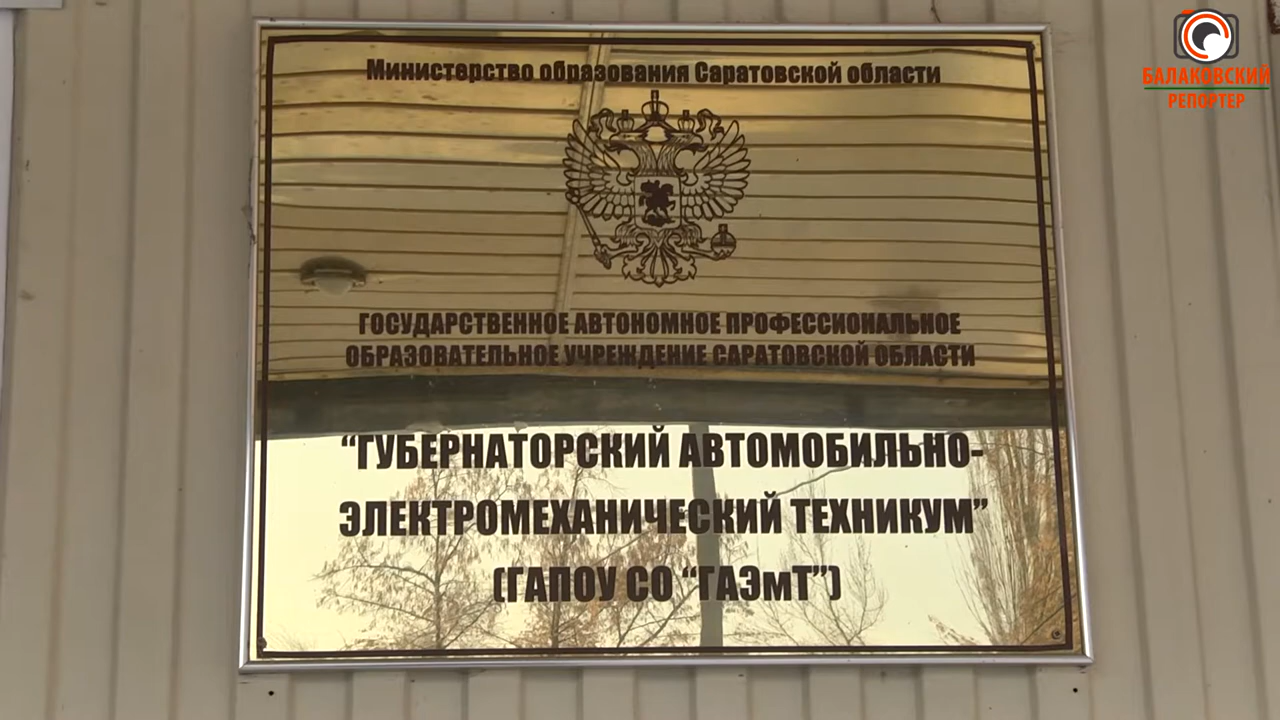 Министерство образования Саратовской области
ГОСУДАРСТВЕННОЕ АВТОНОМНОЕ ПРОФЕССИОНАЛЬНОЕ
ОБРАЗОВАТЕЛЬНОЕ УЧРЕЖДЕНИЕ САРАТОВСКОЙ ОБЛАСТИ
“ГУБЕРНАТОРСКИЙ АВТОМОБИЛЬНО-
ЭЛЕКТРОМЕХАНИЧЕСКИЙ ТЕХНИКУМ”
(ГАПОУ СО “ГАЭмТ”)
БАЛАКОВСКИЙ
РЕПОРТЕР